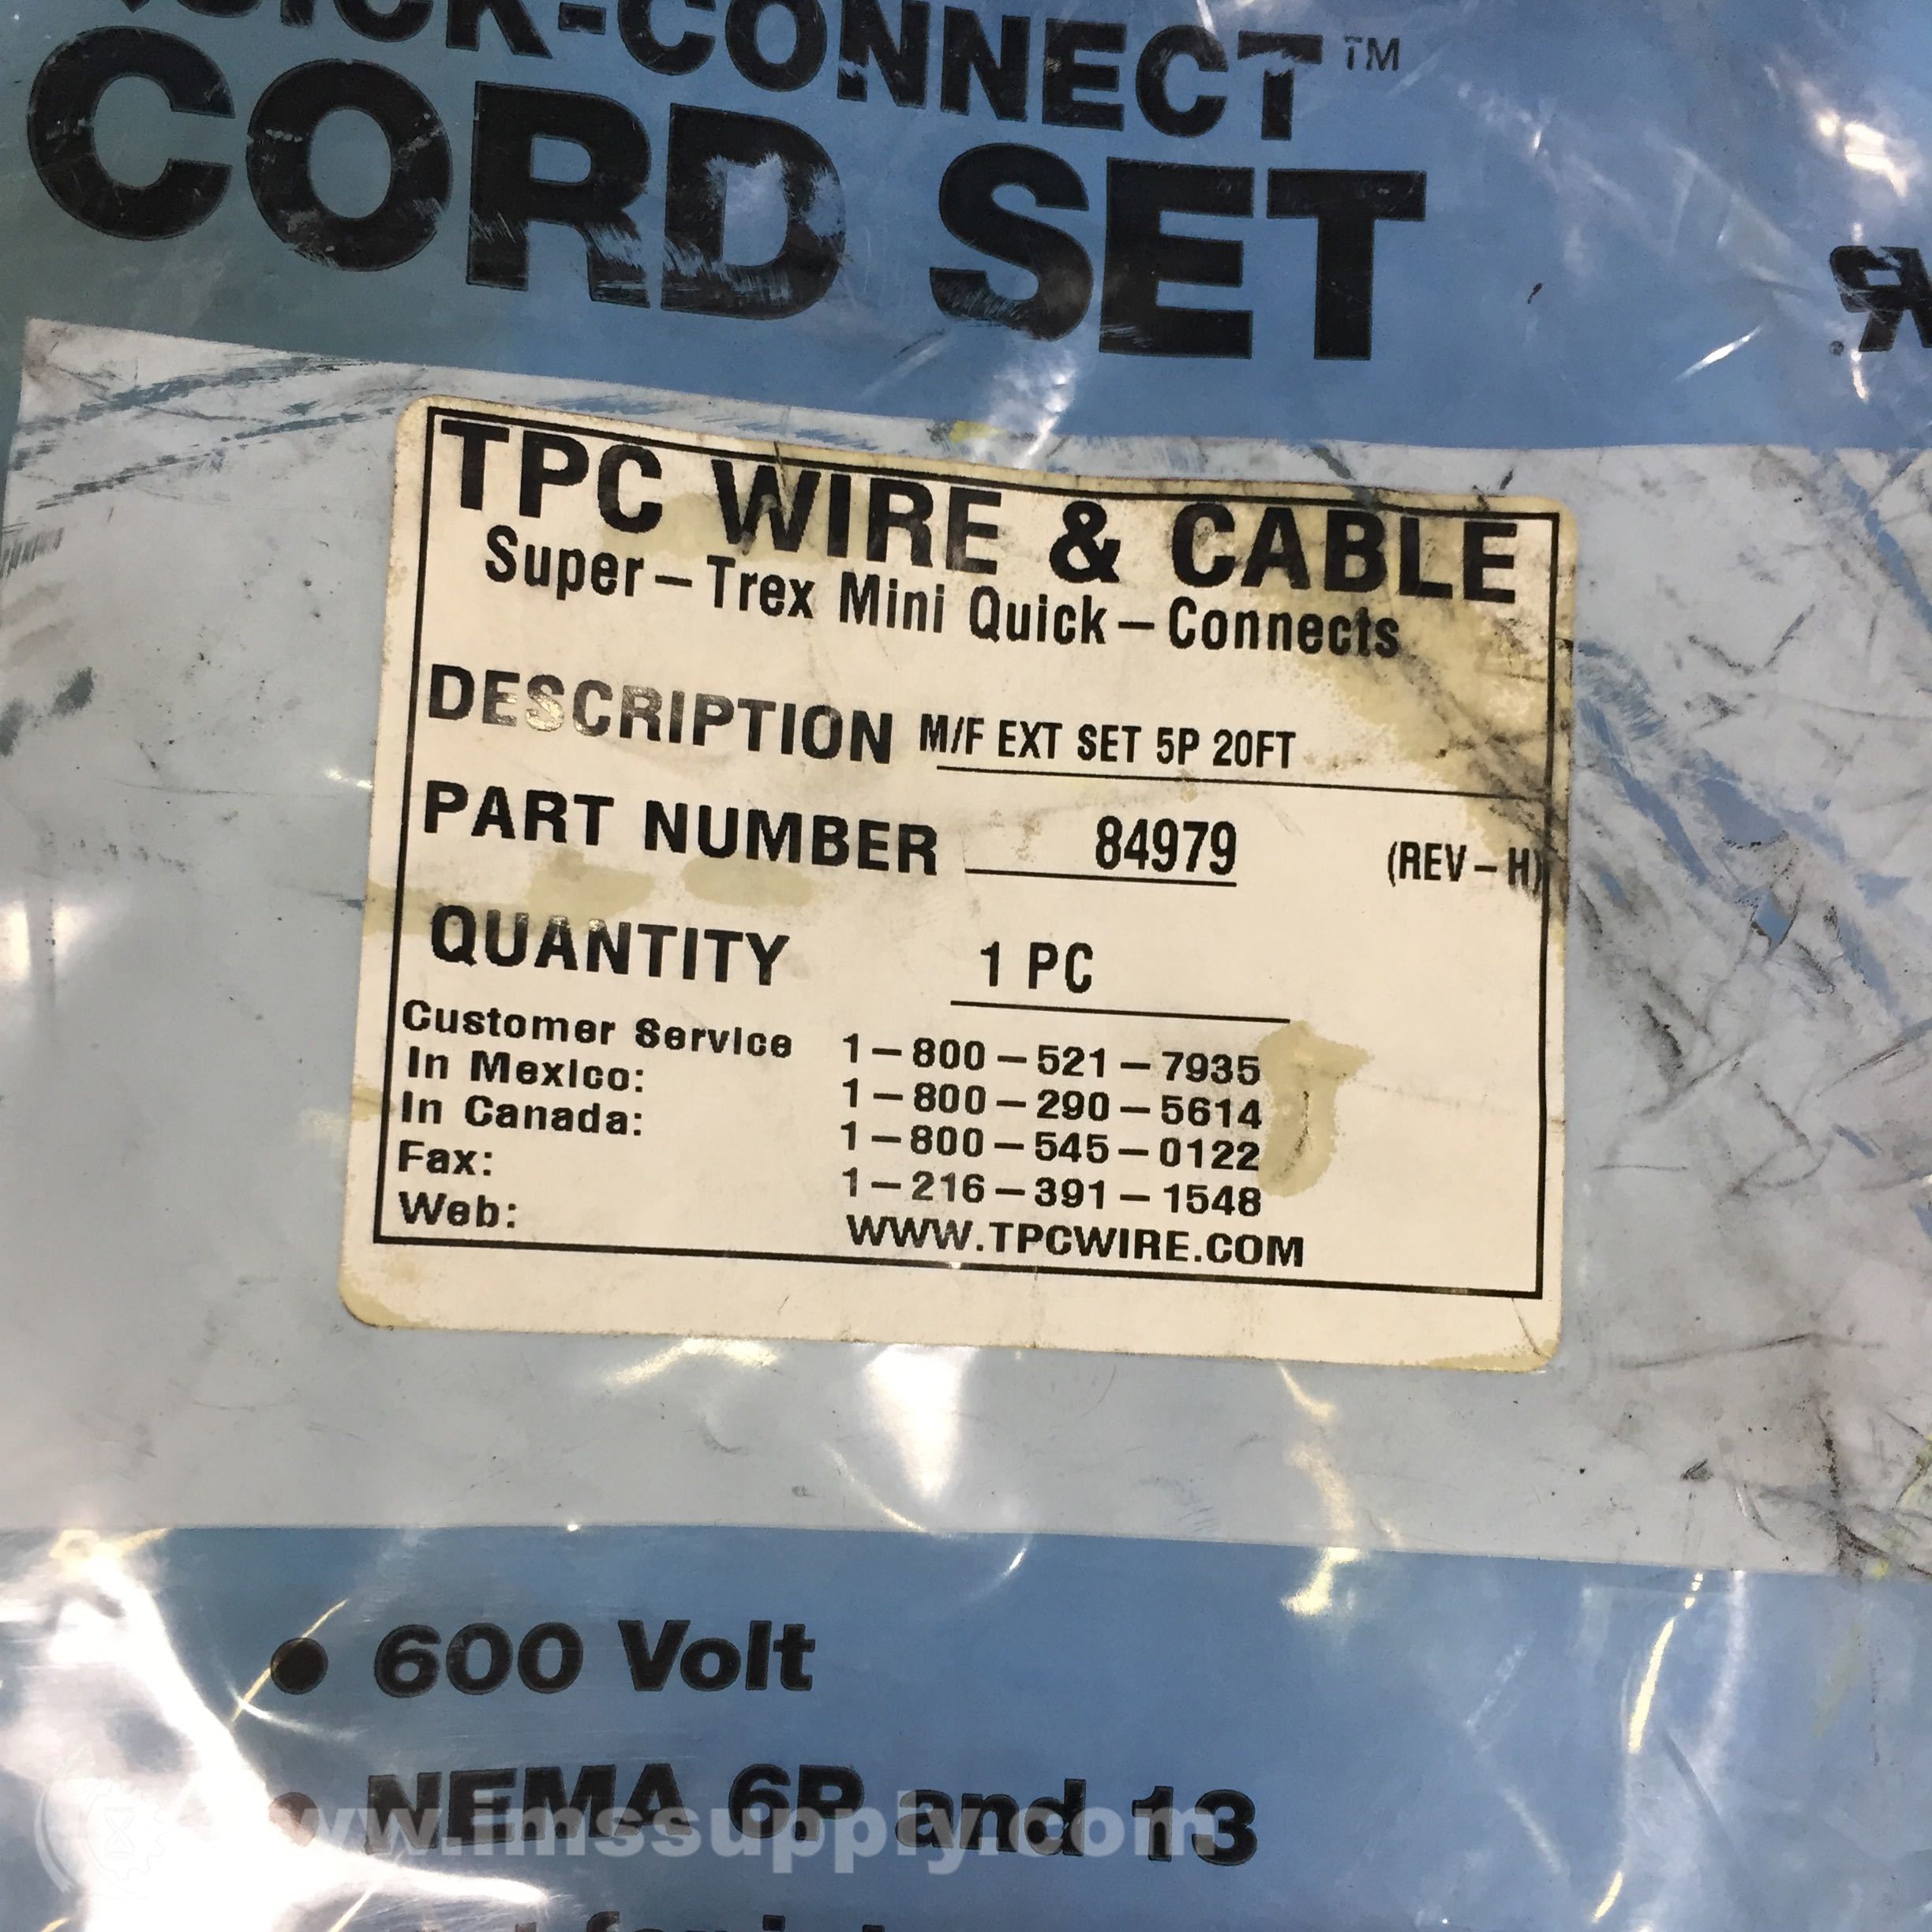 QUICK-CONNECT™
CORD SET
TPC WIRE & CABLE
Super-Trex Mini Quick-Connects
DESCRIPTION M/F EXT SET 5P 20FT
PART NUMBER 84979 (REV-H)
QUANTITY 1 PC
Customer Service 1-800-521-7935
In Mexico: 1-800-290-5614
In Canada: 1-800-545-0122
Fax: 1-216-391-1548
Web: WWW.TPCWIRE.COM
• 600 Volt
• NEMA 6P and 13
www.imssupply.com